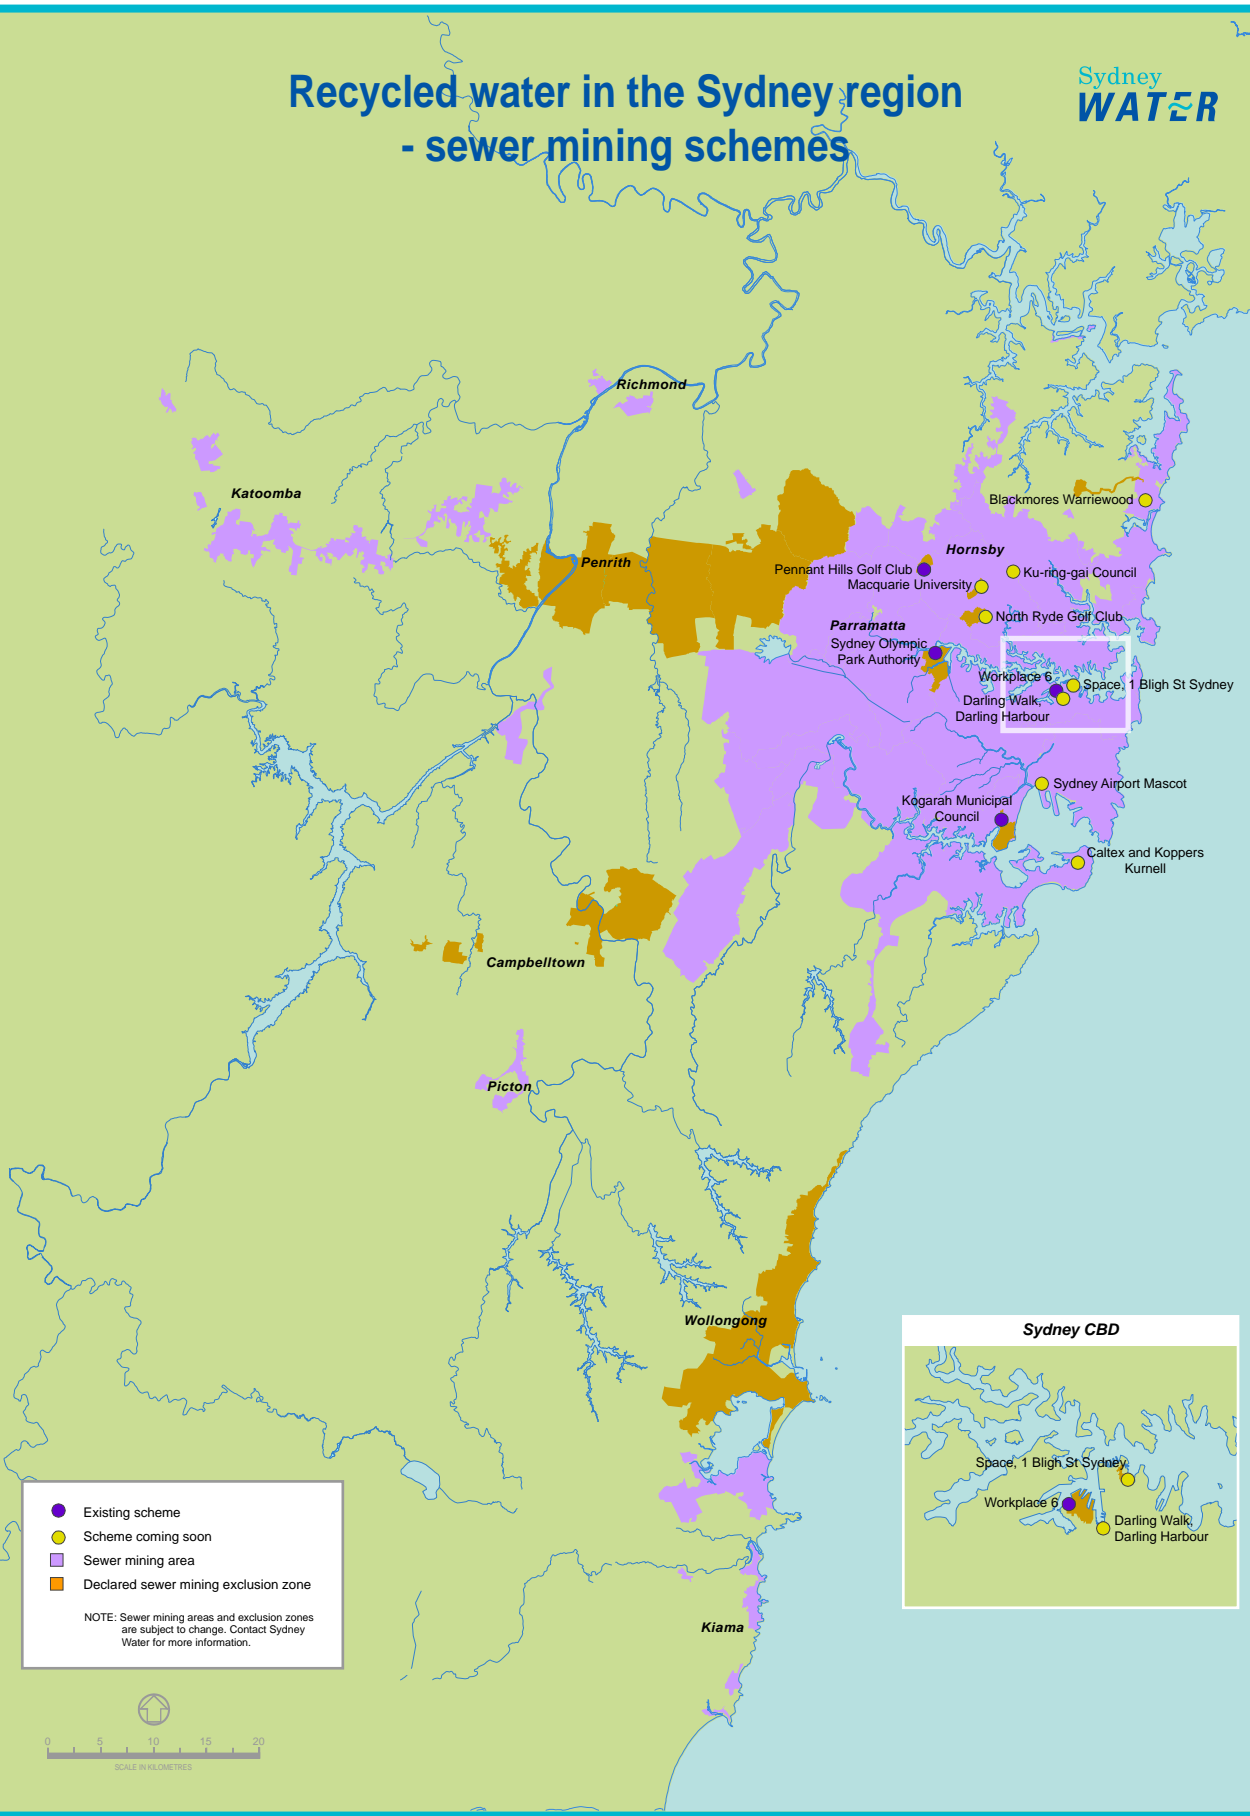 Recycled water in the Sydney region
- sewer mining schemes
Sydney
WATER
Richmond
Katoomba
Blackmores Warriewood
Hornsby
Penrith
Pennant Hills Golf Club
Ku-ring-gai Council
Macquarie University
North Ryde Golf Club
Parramatta
Sydney Olympic
Park Authority
Workplace 6
Space, 1 Bligh St Sydney
Darling Walk,
Darling Harbour
Sydney Airport Mascot
Kogarah Municipal
Council
Caltex and Koppers
Kurnell
Campbelltown
Picton
Wollongong
Sydney CBD
Space, 1 Bligh St Sydney
Workplace 6
Darling Walk,
Darling Harbour
Existing scheme
Scheme coming soon
Sewer mining area
Declared sewer mining exclusion zone
NOTE: Sewer mining areas and exclusion zones
are subject to change. Contact Sydney
Water for more information.
Kiama
0 5 10 15 20
SCALE IN KILOMETRES